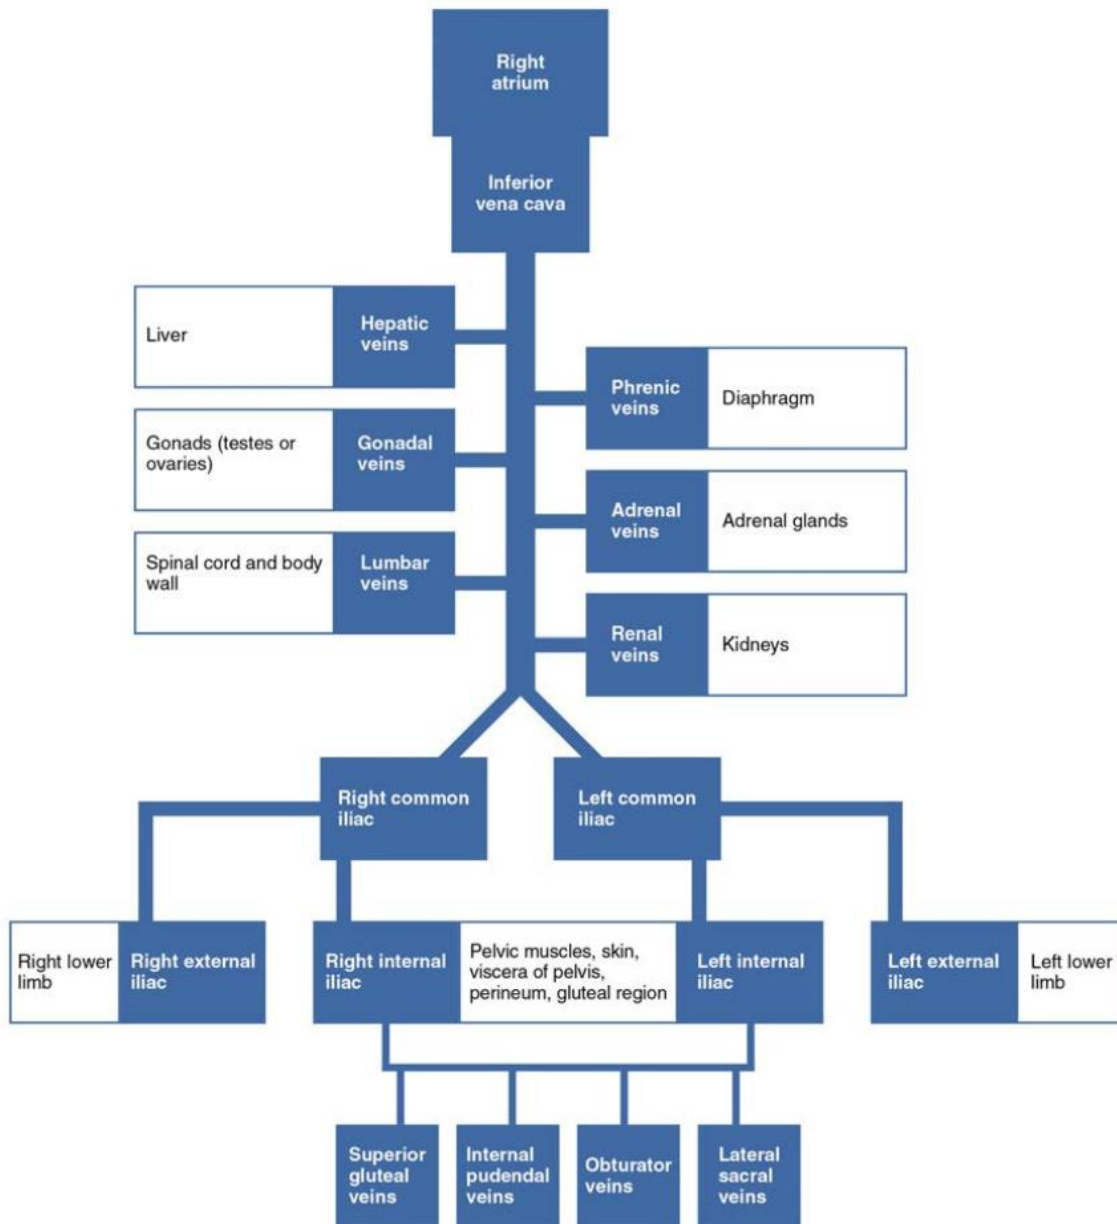 Right
atrium
Inferior
vena cava
Liver
Hepatic
veins
Phrenic
veins
Diaphragm
Gonads (testes or
ovaries)
Gonadal
veins
Adrenal
veins
Adrenal glands
Spinal cord and body
wall
Lumbar
veins
Renal
veins
Kidneys
Right common
iliac
Left common
iliac
Right lower
limb
Right external
iliac
Right internal
iliac
Pelvic muscles, skin,
viscera of pelvis,
perineum, gluteal region
Left internal
iliac
Left external
iliac
Left lower
limb
Superior
gluteal
veins
Internal
pudendal
veins
Obturator
veins
Lateral
sacral
veins